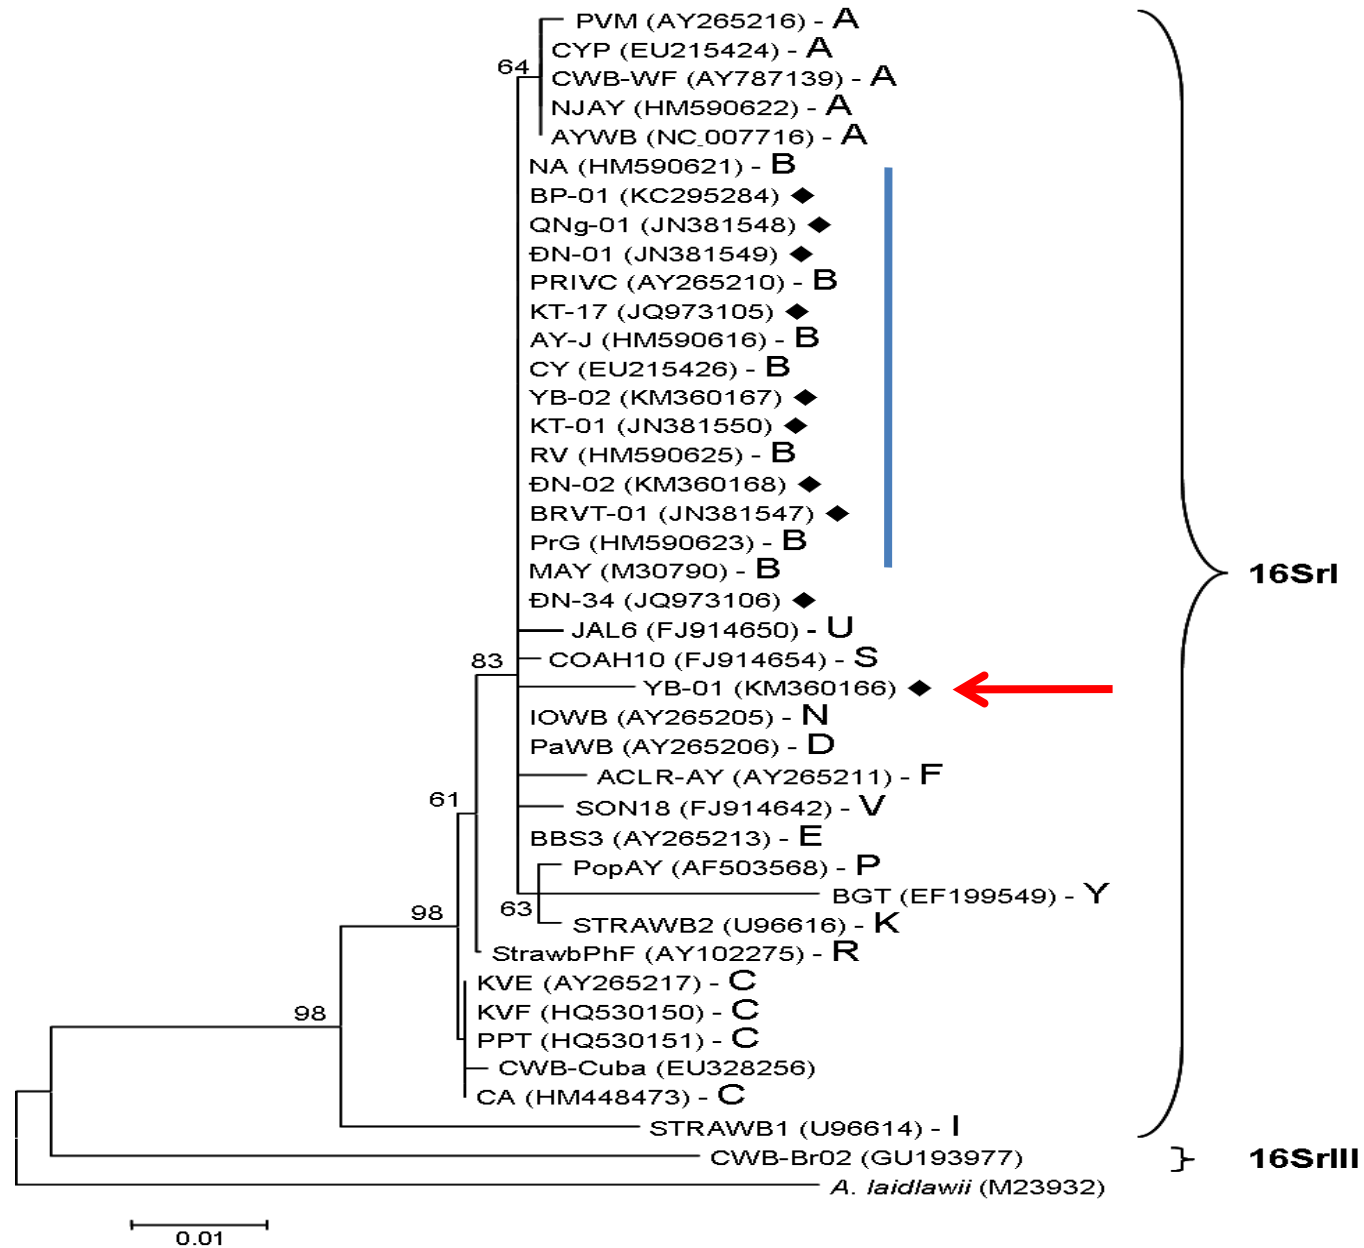 PVM (AY265216) - A
CYP (EU215424) - A
64
CWB-WF (AY787139) - A
NJAY (HM590622) - A
AYWB (NC_007716) - A
NA (HM590621) - B
BP-01 (KC295284) ◆
QNg-01 (JN381548) ◆
ĐN-01 (JN381549) ◆
PRIVC (AY265210) - B
KT-17 (JQ973105) ◆
AY-J (HM590616) - B
CY (EU215426) - B
YB-02 (KM360167) ◆
KT-01 (JN381550) ◆
RV (HM590625) - B
ĐN-02 (KM360168) ◆
BRVT-01 (JN381547) ◆
PrG (HM590623) - B
MAY (M30790) - B
16SrI
ĐN-34 (JQ973106) ◆
JAL6 (FJ914650) - U
83
COAH10 (FJ914654) - S
YB-01 (KM360166) ◆
IOWB (AY265205) - N
PaWB (AY265206) - D
ACLR-AY (AY265211) - F
61
SON18 (FJ914642) - V
BBS3 (AY265213) - E
PopAY (AF503568) - P
BGT (EF199549) - Y
63
98
STRAWB2 (U96616) - K
StrawbPhF (AY102275) - R
KVE (AY265217) - C
KVF (HQ530150) - C
98
PPT (HQ530151) - C
CWB-Cuba (EU328256)
CA (HM448473) - C
STRAWB1 (U96614) - I
CWB-Br02 (GU193977)
16SrIII
A. laidlawii (M23932)
0.01